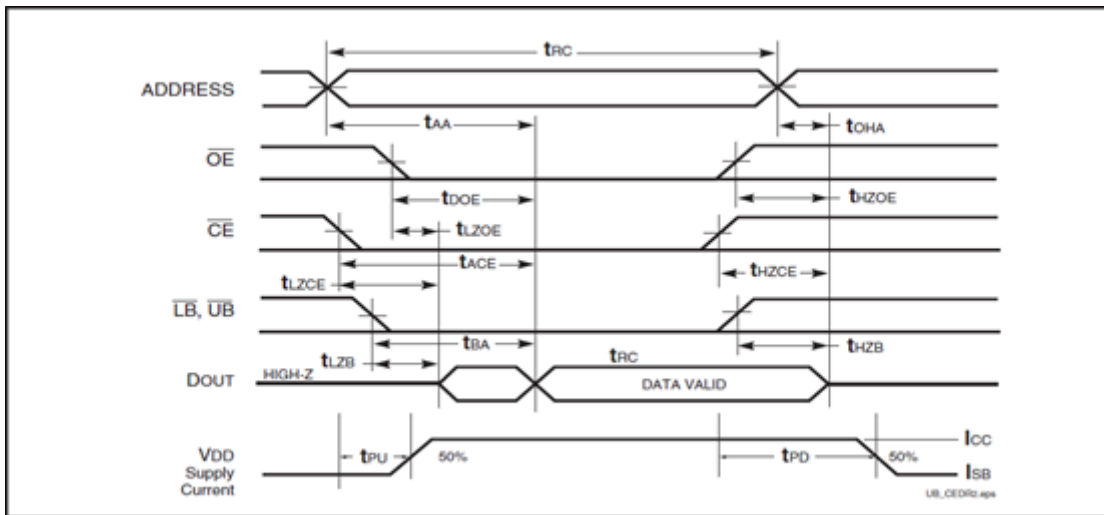 tRC
ADDRESS
tAA
tOHA
OE
tDOE
tHZOE
CE
tLZOE
tACE
tLZCE
tHZCE
LB, UB
tBA
tLZB
tRC
tHZB
DOUT
HIGH-Z
DATA VALID
ICC
VDD
Supply
Current
tPU
50%
tPD
50%
ISB
UB_CEDR2.eps